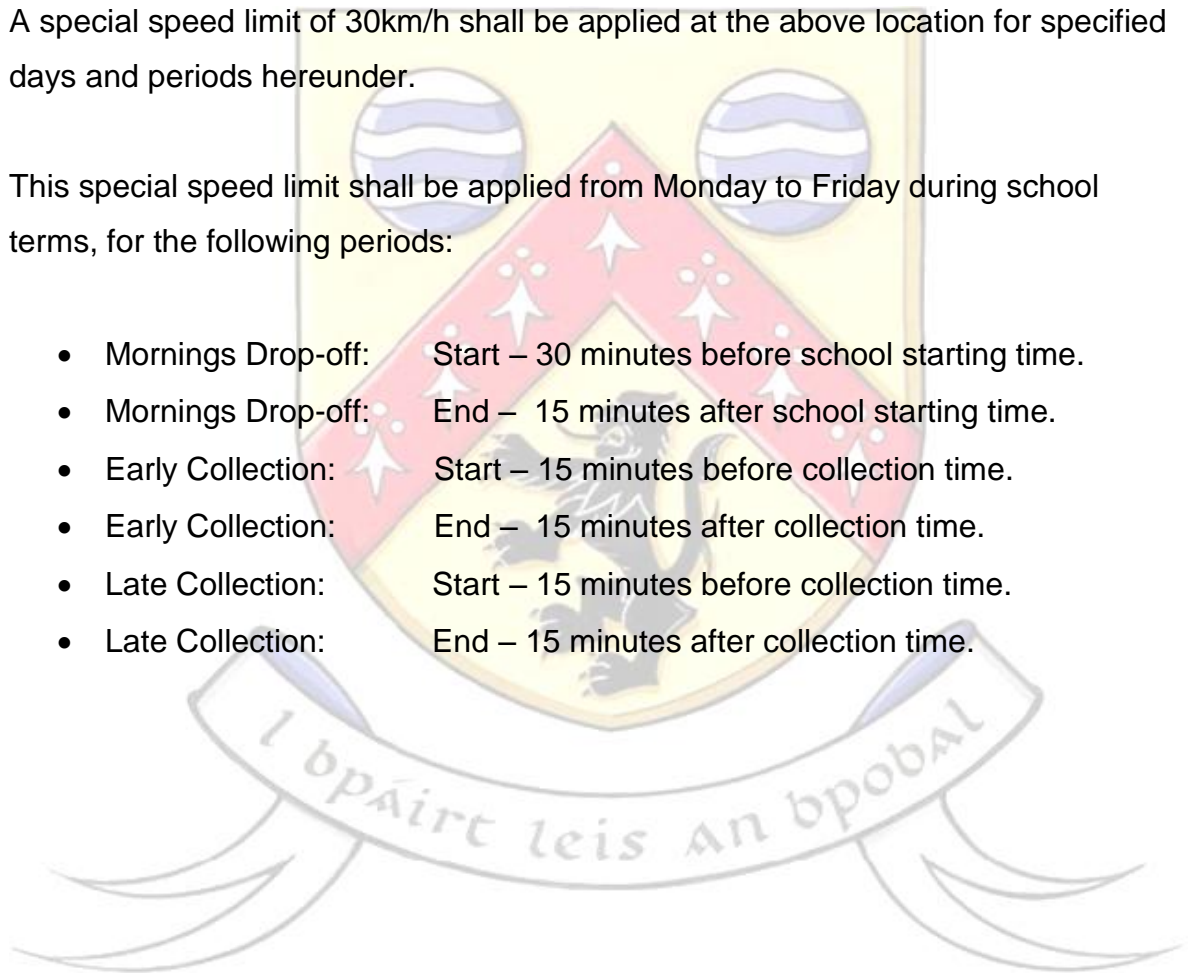 A special speed limit of 30km/h shall be applied at the above location for specified
days and periods hereunder.
This special speed limit shall be applied from Monday to Friday during school
terms, for the following periods:
• Mornings Drop-off: Start – 30 minutes before school starting time.
• Mornings Drop-off: End – 15 minutes after school starting time.
• Early Collection: Start – 15 minutes before collection time.
• Early Collection: End – 15 minutes after collection time.
• Late Collection: Start – 15 minutes before collection time.
• Late Collection: End – 15 minutes after collection time.
I bpáirt leis an bpobal